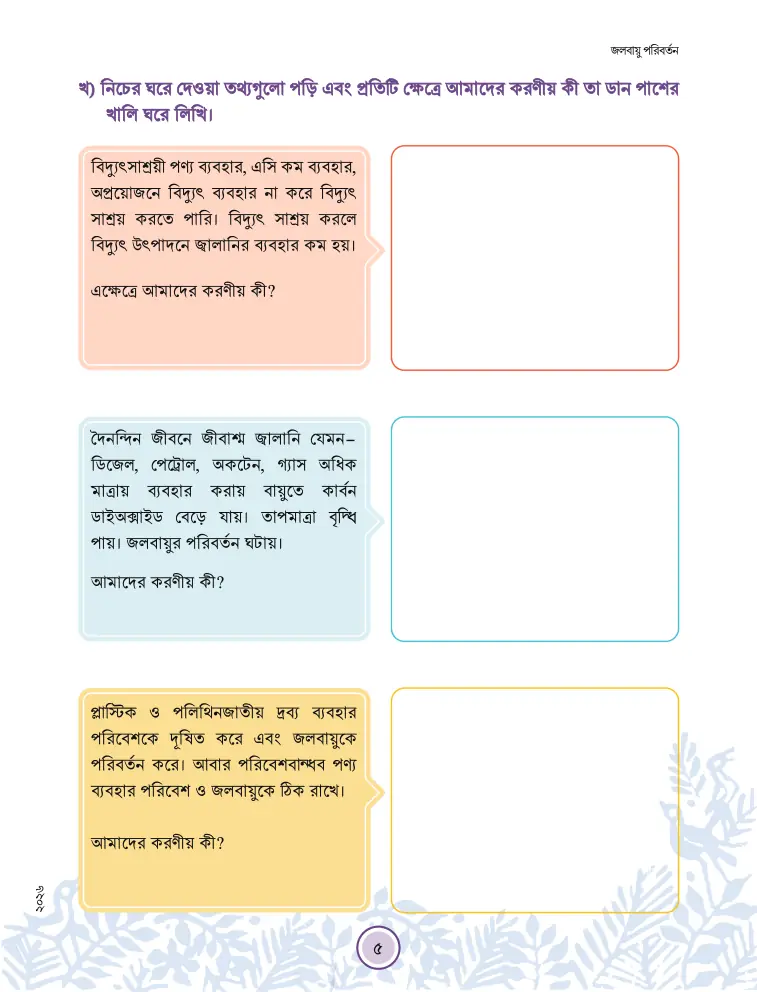 জলবায়ু পরিবর্তন
খ) নিচের ঘরে দেওয়া তথ্যগুলো পড়ি এবং প্রতিটি ক্ষেত্রে আমাদের করণীয় কী তা ডান পাশের
খালি ঘরে লিখি।
বিদ্যুৎসাশ্রয়ী পণ্য ব্যবহার, এসি কম ব্যবহার,
অপ্রয়োজনে বিদ্যুৎ ব্যবহার না করে বিদ্যুৎ
সাশ্রয় করতে পারি। বিদ্যুৎ সাশ্রয় করলে
বিদ্যুৎ উৎপাদনে জ্বালানির ব্যবহার কম হয়।
এক্ষেত্রে আমাদের করণীয় কী?
দৈনন্দিন জীবনে জীবাশ্ম জ্বালানি যেমন–
ডিজেল, পেট্রোল, অকটেন, গ্যাস অধিক
মাত্রায় ব্যবহার করায় বায়ুতে কার্বন
ডাইঅক্সাইড বেড়ে যায়। তাপমাত্রা বৃদ্ধি
পায়। জলবায়ুর পরিবর্তন ঘটায়।
আমাদের করণীয় কী?
প্লাস্টিক ও পলিথিনজাতীয় দ্রব্য ব্যবহার
পরিবেশকে দূষিত করে এবং জলবায়ুকে
পরিবর্তন করে। আবার পরিবেশবান্ধব পণ্য
ব্যবহার পরিবেশ ও জলবায়ুকে ঠিক রাখে।
আমাদের করণীয় কী?
২০২৬
৫